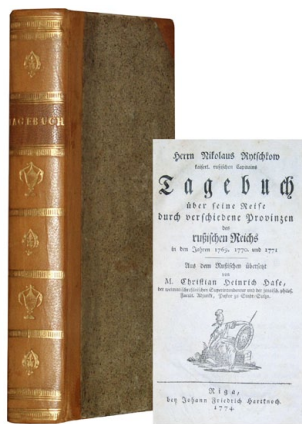 TAGEBUCH
Herrn Nikolaus Rytschkow
kaiserl. russischen Capitains
Tagebuch
über seine Reise
durch verschiedene Provinzen
des
rußischen Reichs
in den Jahren 1769. 1770. und 1771
Aus dem Russischen übersetzt
von
M. Christian Heinrich Hase,
Riga,
bey Johann Friedrich Hartknoch.
1774.